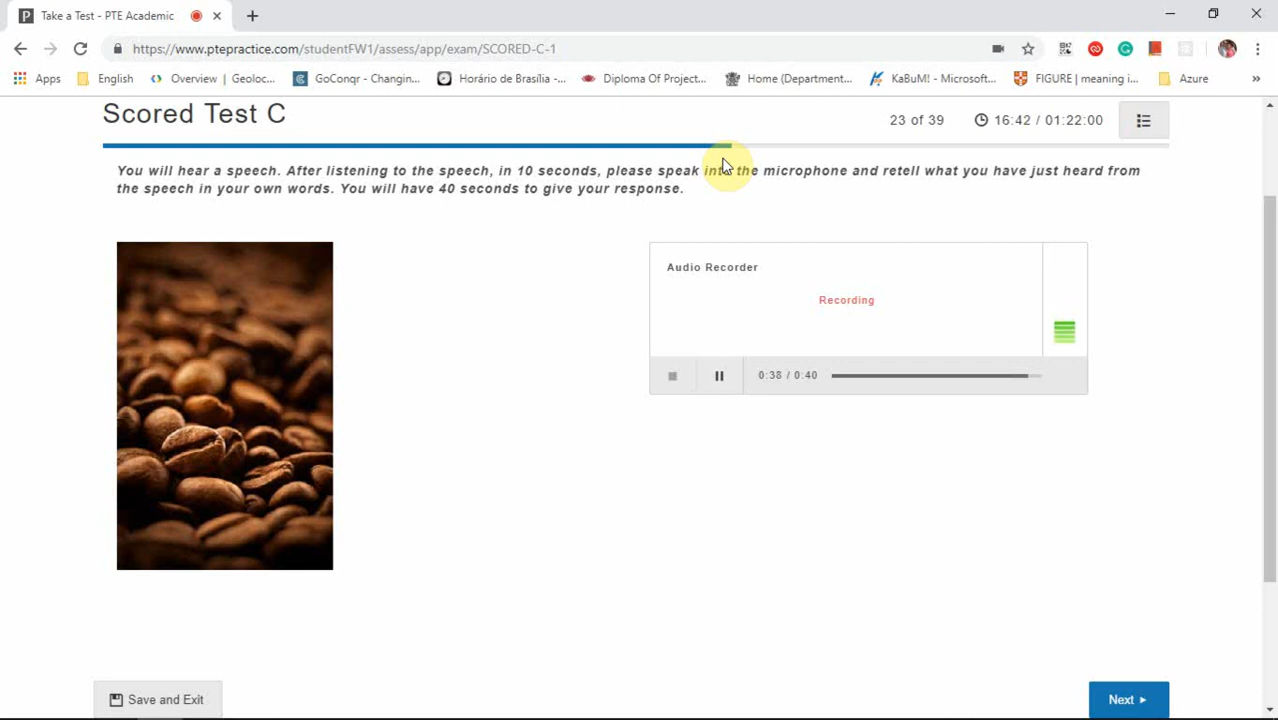 P Take a Test - PTE Academic
https://www.ptepractice.com/studentFW1/assess/app/exam/SCORED-C-1
Apps English Overview | Geoloc... GoConqr - Changin... Horário de Brasília -... Diploma Of Project... Home (Department... KaBuM! - Microsoft... FIGURE | meaning i... Azure »
Scored Test C
23 of 39 16:42 / 01:22:00
You will hear a speech. After listening to the speech, in 10 seconds, please speak into the microphone and retell what you have just heard from
the speech in your own words. You will have 40 seconds to give your response.
Audio Recorder
Recording
0:38 / 0:40
Save and Exit
Next